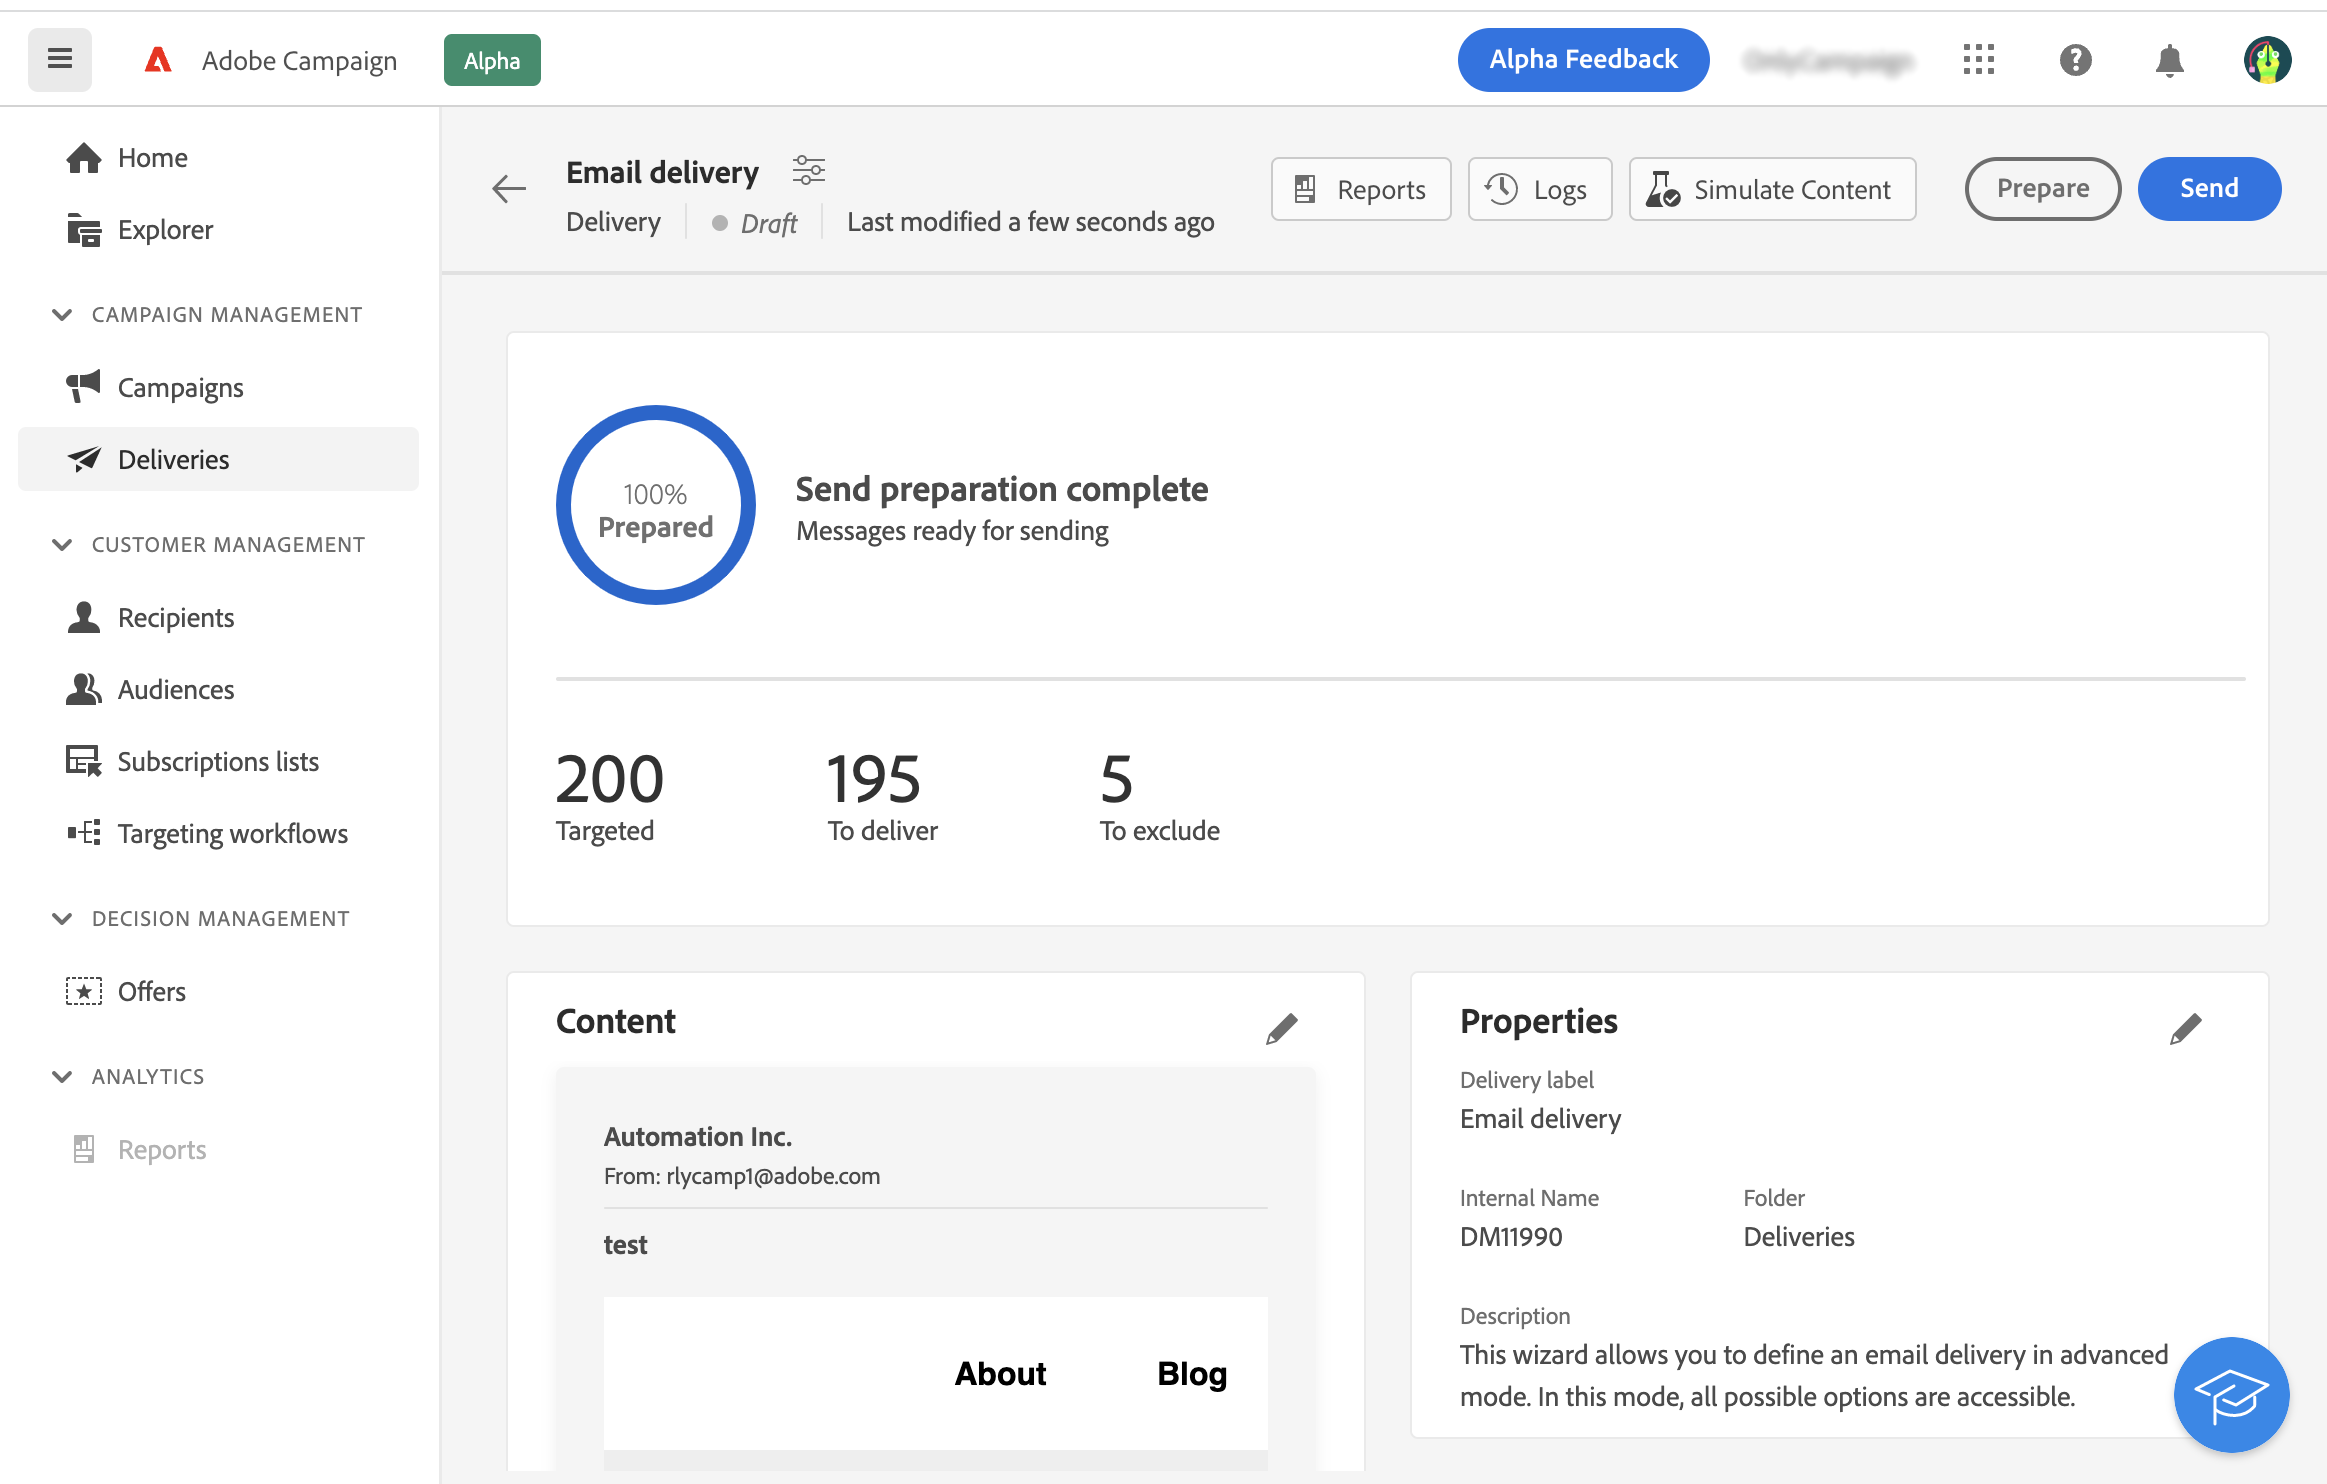 Adobe Campaign
Alpha
Alpha Feedback
Home
Explorer
CAMPAIGN MANAGEMENT
Campaigns
Deliveries
CUSTOMER MANAGEMENT
Recipients
Audiences
Subscriptions lists
Targeting workflows
DECISION MANAGEMENT
Offers
ANALYTICS
Reports
Email delivery
Delivery
Draft
Last modified a few seconds ago
Reports
Logs
Simulate Content
Prepare
Send
100%
Prepared
Send preparation complete
Messages ready for sending
200
Targeted
195
To deliver
5
To exclude
Content
Automation Inc.
From: rlycamp1@adobe.com
test
About
Blog
Properties
Delivery label
Email delivery
Internal Name
DM11990
Folder
Deliveries
Description
This wizard allows you to define an email delivery in advanced
mode. In this mode, all possible options are accessible.